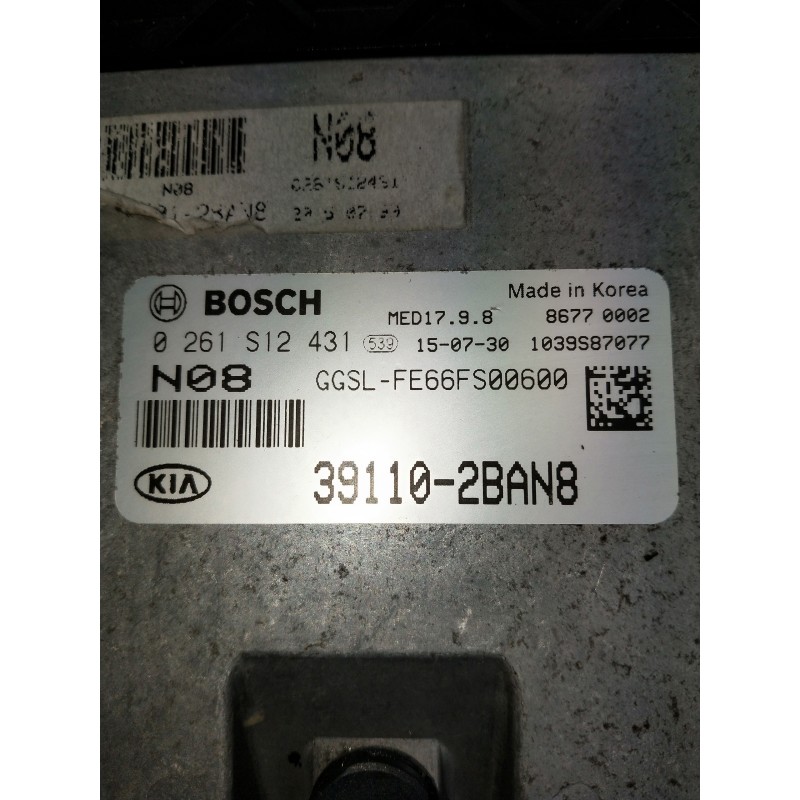 N08
N08
BOSCH
Made in Korea
MED17.9.8
8677 0002
0 261 S12 431 539 15-07-30 1039S87077
N08
GGSL-FE66FS00600
KIA
39110-2BAN8